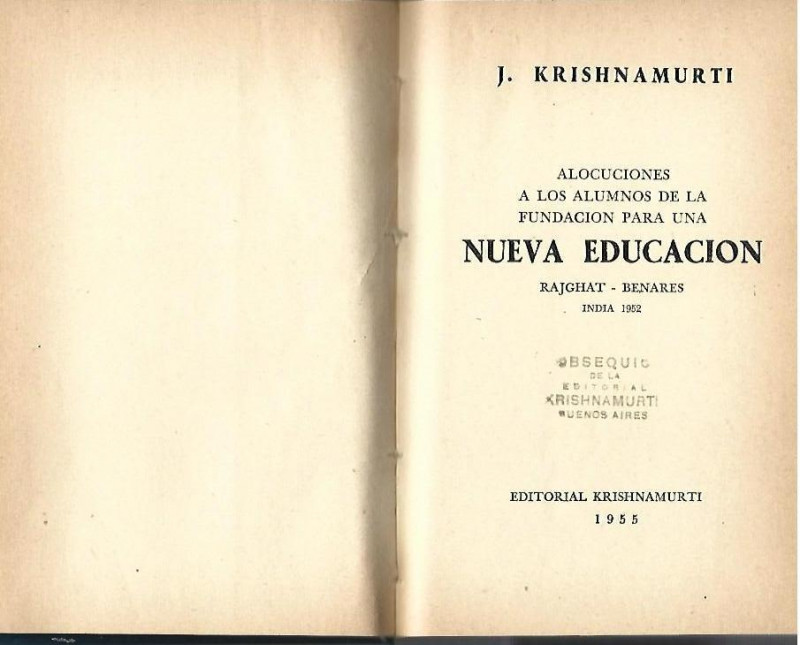 J. KRISHNAMURTI
ALOCUCIONES
A LOS ALUMNOS DE LA
FUNDACION PARA UNA
NUEVA EDUCACION
RAJGHAT - BENARES
INDIA 1952
OBSEQUIO
DE LA
EDITORIAL
KRISHNAMURTI
BUENOS AIRES
EDITORIAL KRISHNAMURTI
1955